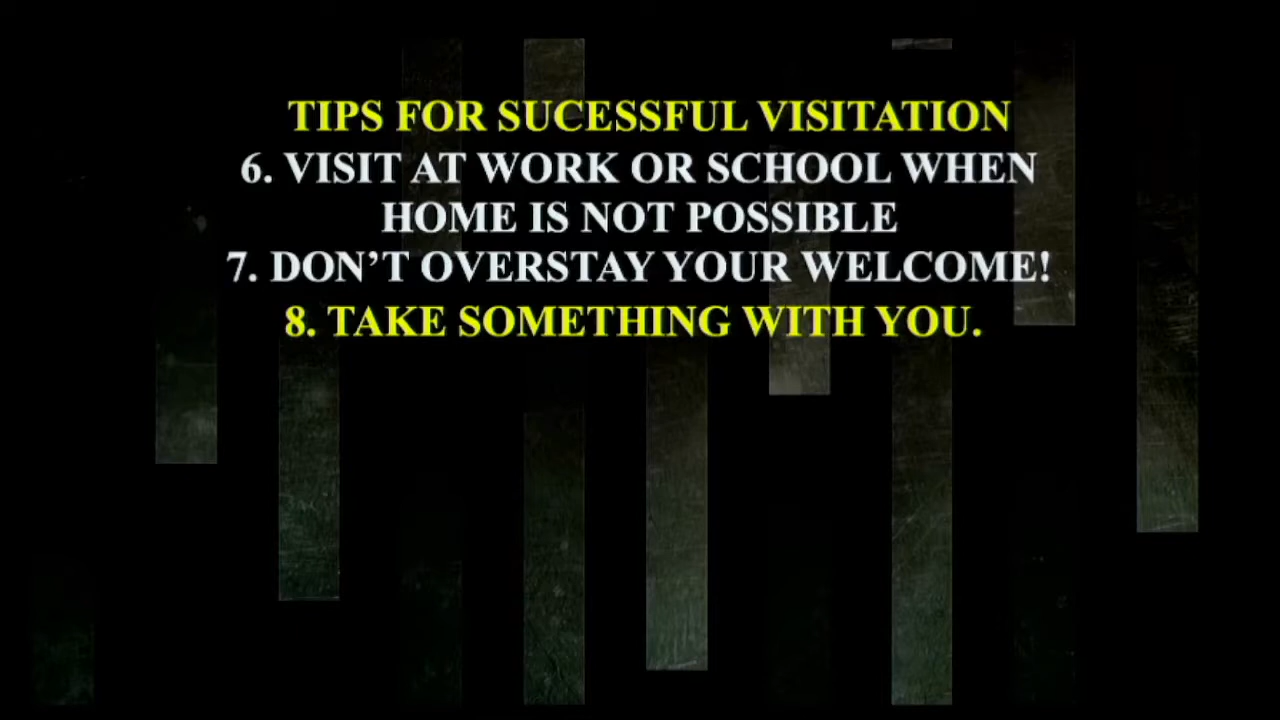 TIPS FOR SUCESSFUL VISITATION
6. VISIT AT WORK OR SCHOOL WHEN
HOME IS NOT POSSIBLE
7. DON’T OVERSTAY YOUR WELCOME!
8. TAKE SOMETHING WITH YOU.